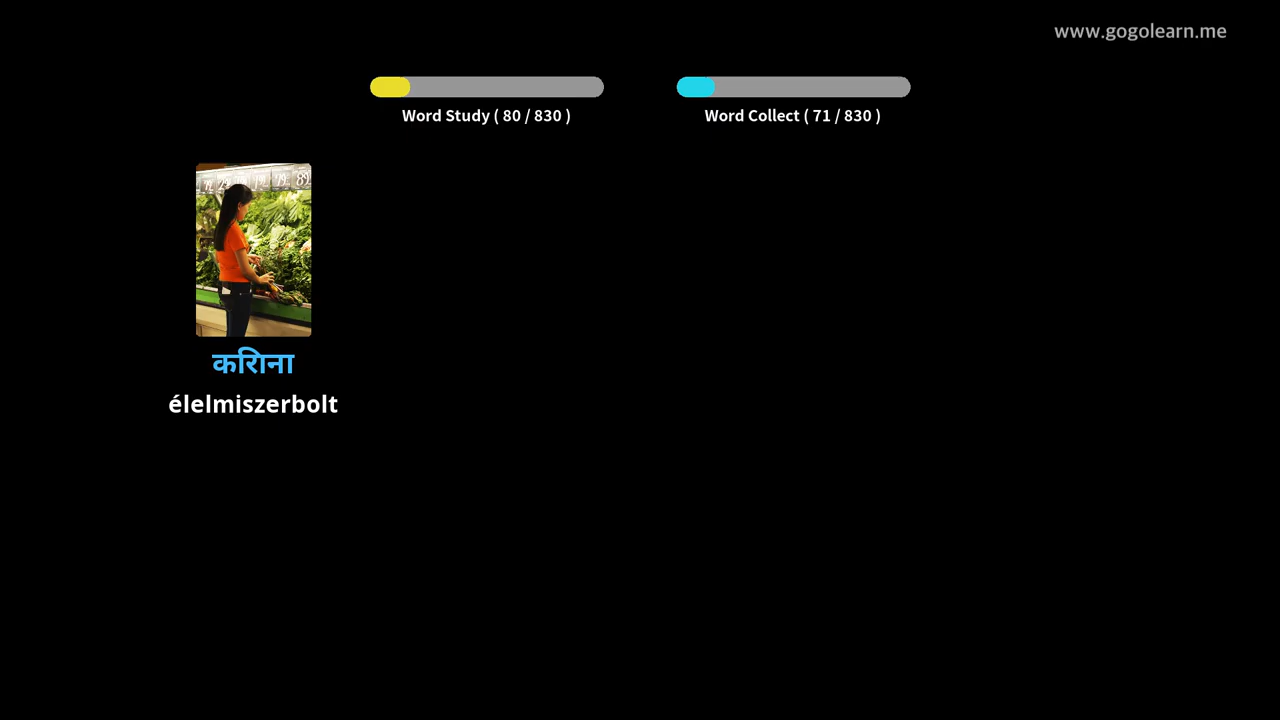 www.gogolearn.me
Word Study ( 80 / 830 )
Word Collect ( 71 / 830 )
करिाना
élelmiszerbolt